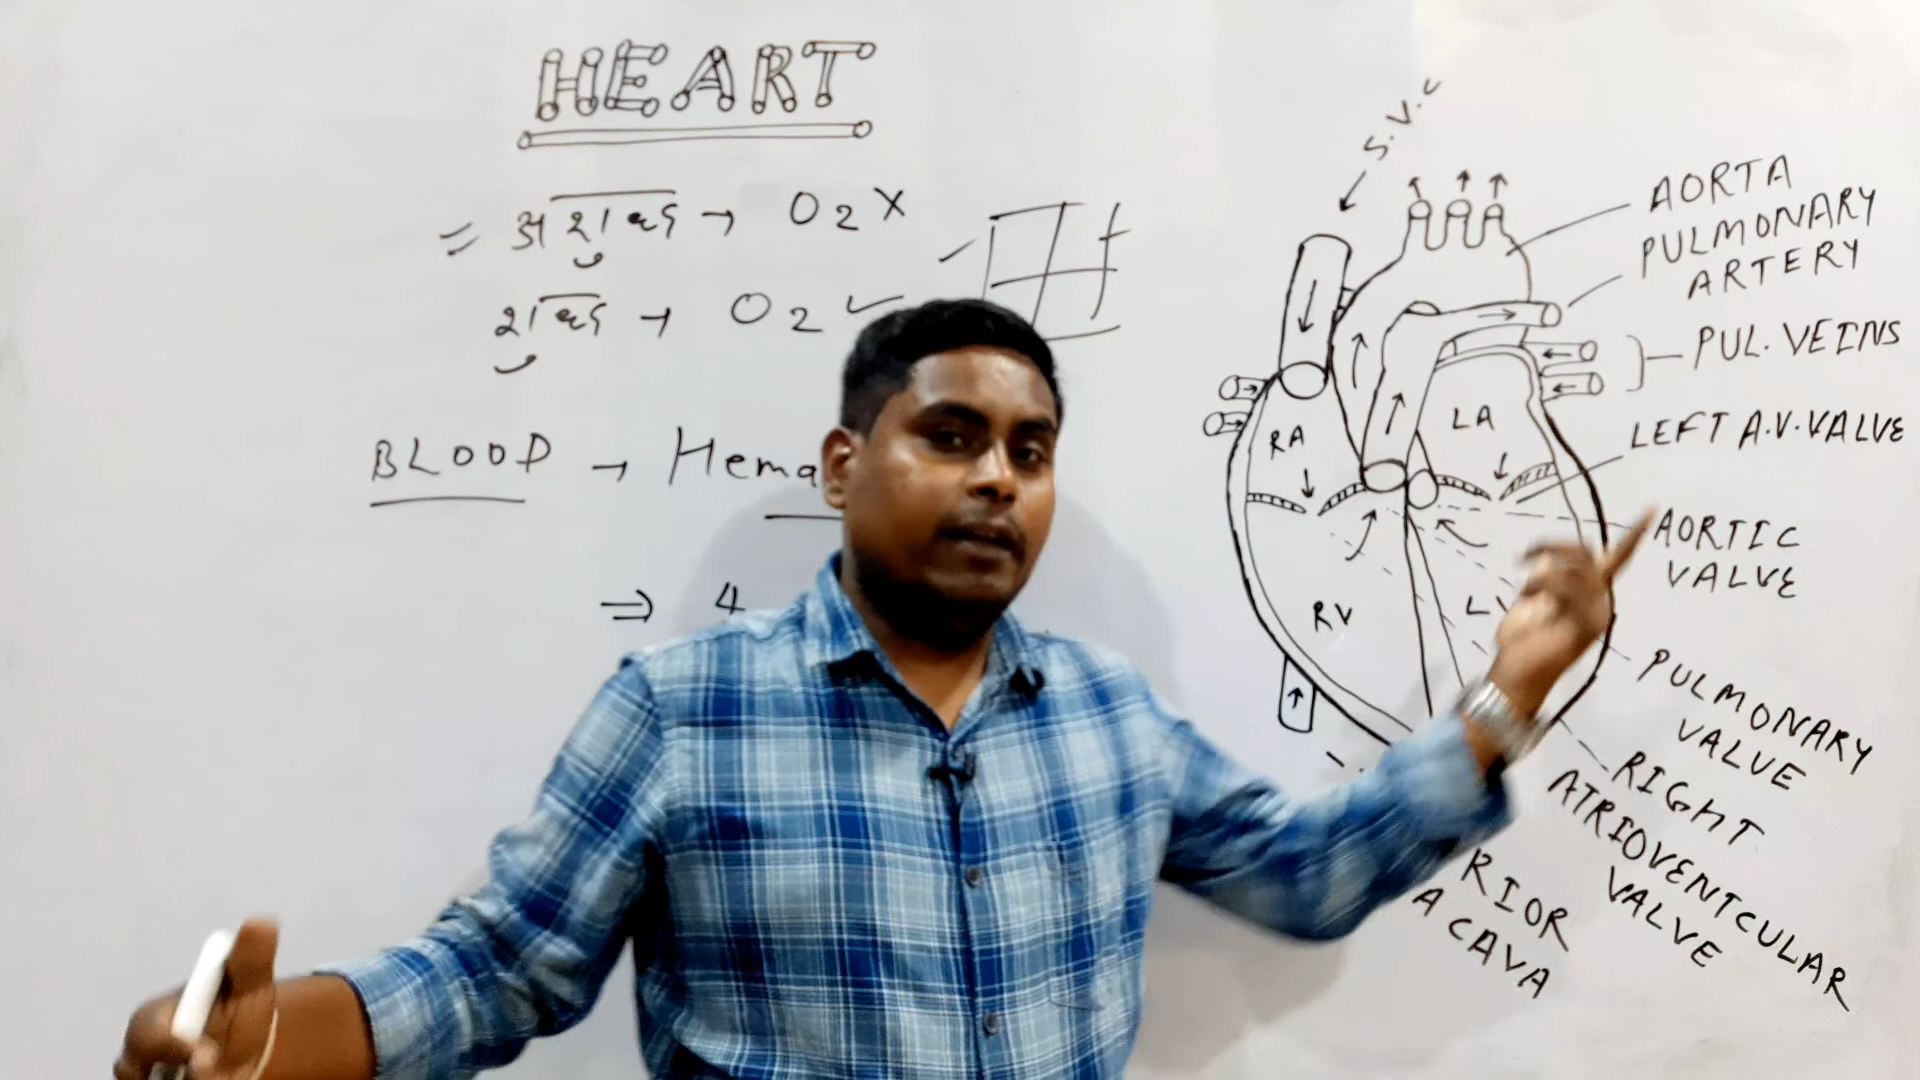 HEART
= अशुद्ध → O2 X
शुद्ध → O2 ✓
BLOOD → Hema
⇒ 4
S.V.C
AORTA
PULMONARY
ARTERY
PUL. VEINS
LEFT A.V. VALVE
RA
LA
AORTIC
VALVE
RV
LV
PULMONARY
VALVE
RIGHT
ATRIOVENTCULAR
VALVE
RIOR
A CAVA